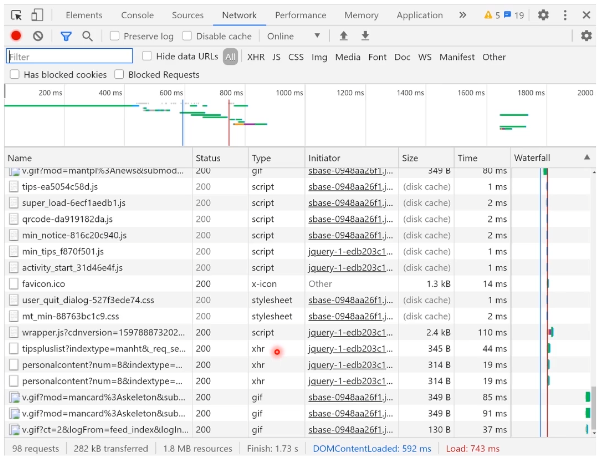 Elements Console Sources Network Performance Memory Application » 5 19
Preserve log Disable cache Online
Filter Hide data URLs All XHR JS CSS Img Media Font Doc WS Manifest Other
Has blocked cookies Blocked Requests
200 ms 400 ms 600 ms 800 ms 1000 ms 1200 ms 1400 ms 1600 ms 1800 ms 2000
Name Status Type Initiator Size Time Waterfall
v.gif?mod=mantpl%3Anews&submod... 200 gif sbase-0948aa26f1.j... 349 B 80 ms
tips-ea5054c58d.js 200 script sbase-0948aa26f1.j... (disk cache) 1 ms
super_load-6ecf1aedb1.js 200 script sbase-0948aa26f1.j... (disk cache) 2 ms
qrcode-da919182da.js 200 script sbase-0948aa26f1.j... (disk cache) 2 ms
min_notice-816c20c940.js 200 script sbase-0948aa26f1.j... (disk cache) 2 ms
min_tips_f870f501.js 200 script jquery-1-edb203c1... (disk cache) 1 ms
activity_start_31d46e4f.js 200 script jquery-1-edb203c1... (disk cache) 1 ms
favicon.ico 200 x-icon Other 1.3 kB 14 ms
user_quit_dialog-527f3ede74.css 200 stylesheet sbase-0948aa26f1.j... (disk cache) 1 ms
mt_min-88763bc1c9.css 200 stylesheet sbase-0948aa26f1.j... (disk cache) 2 ms
wrapper.js?cdnversion=159788873202... 200 script jquery-1-edb203c1... 2.4 kB 110 ms
tipspluslist?indextype=manht&_req_se... 200 xhr jquery-1-edb203c1... 345 B 44 ms
personalcontent?num=8&indextype=... 200 xhr jquery-1-edb203c1... 314 B 19 ms
personalcontent?num=8&indextype=... 200 xhr jquery-1-edb203c1... 314 B 19 ms
v.gif?mod=mancard%3Askeleton&sub... 200 gif sbase-0948aa26f1.j... 349 B 85 ms
v.gif?mod=mancard%3Askeleton&sub... 200 gif sbase-0948aa26f1.j... 349 B 91 ms
v.gif?ct=2&logFrom=feed_index&logIn... 200 gif sbase-0948aa26f1.j... 130 B 37 ms
98 requests 282 kB transferred 1.8 MB resources Finish: 1.73 s DOMContentLoaded: 592 ms Load: 743 ms